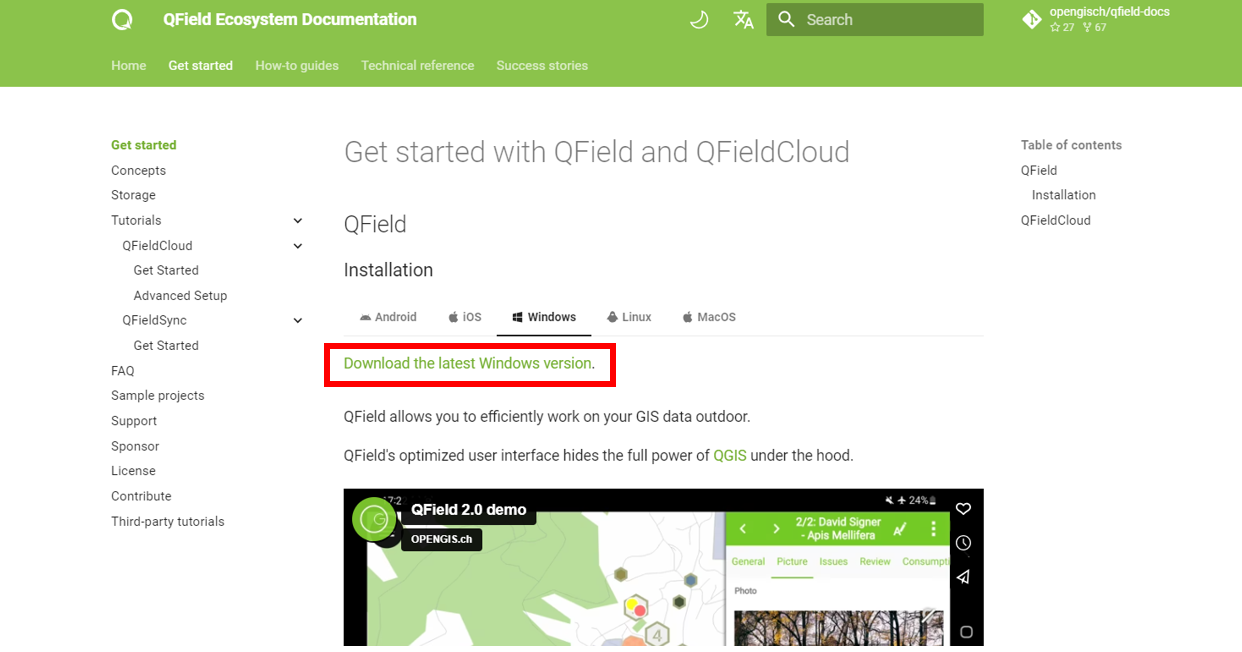 QField Ecosystem Documentation
Search
opengisch/qfield-docs
27 67
Home Get started How-to guides Technical reference Success stories
Get started
Concepts
Storage
Tutorials
QFieldCloud
Get Started
Advanced Setup
QFieldSync
Get Started
FAQ
Sample projects
Support
Sponsor
License
Contribute
Third-party tutorials
Get started with QField and QFieldCloud
QField
Installation
Android iOS Windows Linux MacOS
Download the latest Windows version.
QField allows you to efficiently work on your GIS data outdoor.
QField's optimized user interface hides the full power of QGIS under the hood.
24%
QField 2.0 demo
OPENGIS.ch
2/2: David Signer
- Apis Mellifera
General Picture Issues Review
Photo
4
Table of contents
QField
Installation
QFieldCloud